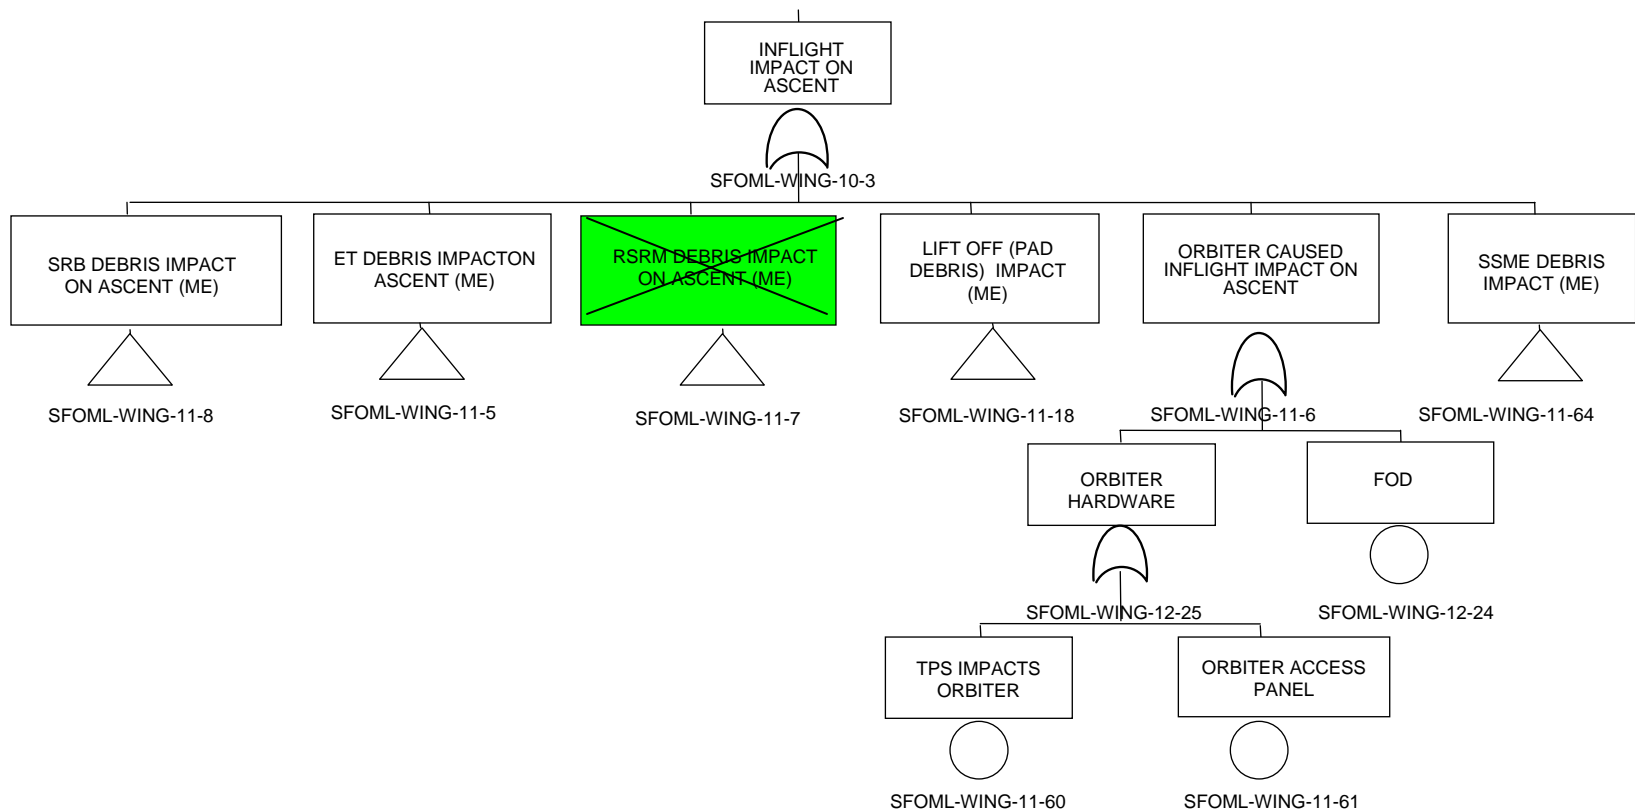 INFLIGHT
IMPACT ON
ASCENT
SFOML-WING-10-3
SRB DEBRIS IMPACT
ON ASCENT (ME)
SFOML-WING-11-8
ET DEBRIS IMPACTON
ASCENT (ME)
SFOML-WING-11-5
RSRM DEBRIS IMPACT
ON ASCENT (ME)
SFOML-WING-11-7
LIFT OFF (PAD
DEBRIS)  IMPACT
(ME)
SFOML-WING-11-18
ORBITER CAUSED
INFLIGHT IMPACT ON
ASCENT
SFOML-WING-11-6
SSME DEBRIS
IMPACT (ME)
SFOML-WING-11-64
ORBITER
HARDWARE
SFOML-WING-12-25
FOD
SFOML-WING-12-24
TPS IMPACTS
ORBITER
SFOML-WING-11-60
ORBITER ACCESS
PANEL
SFOML-WING-11-61